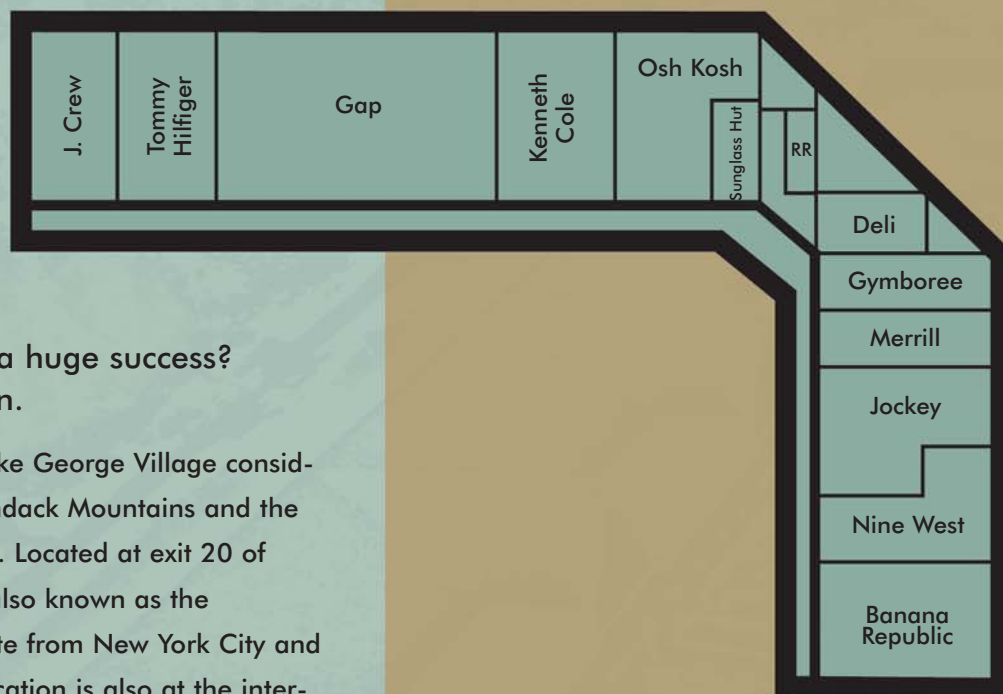 J. Crew
Tommy
Hilfiger
Gap
Kenneth
Cole
Osh Kosh
Sunglass Hut
RR
Deli
Gymboree
Merrill
Jockey
Nine West
Banana
Republic
a huge success?
n.
ke George Village consid-
ndack Mountains and the
. Located at exit 20 of
also known as the
te from New York City and
cation is also at the inter-